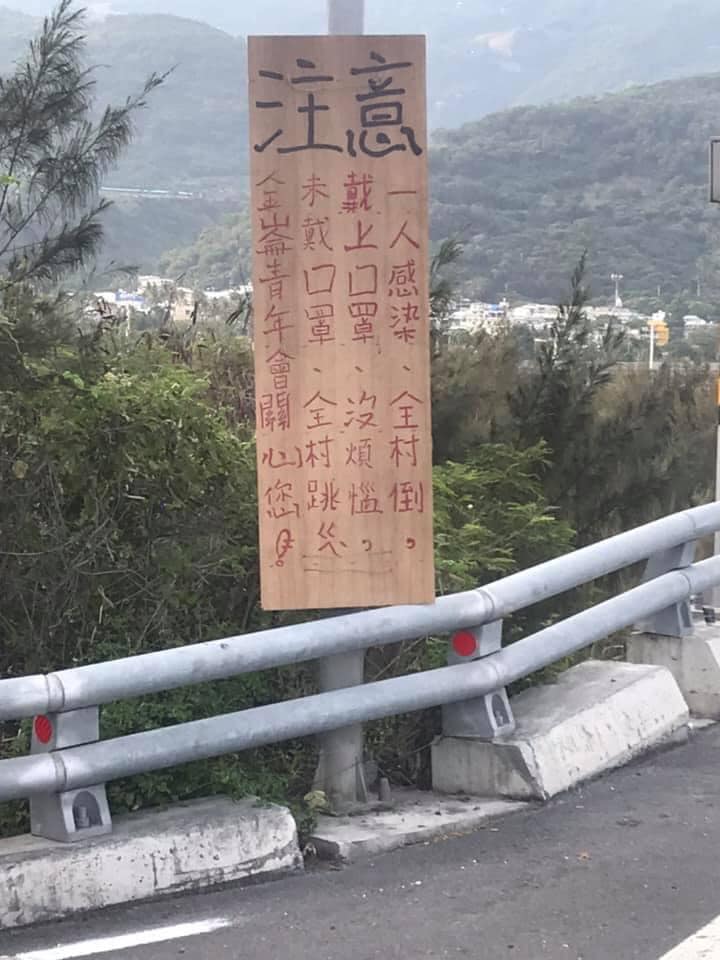 注意
一人感染、全村倒，
戴上口罩、沒煩惱，
未戴口罩、全村跳
金崙青年會關心您！